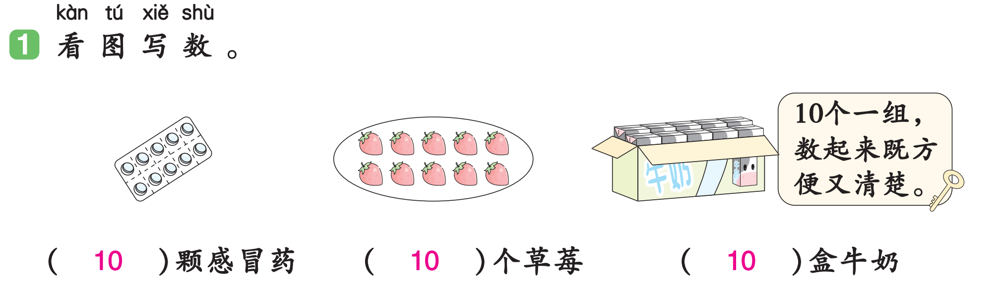 kàn tú xiě shù
1 看图写数。
10个一组,
数起来既方
便又清楚。
牛奶
牛奶
( 10 )颗感冒药 ( 10 )个草莓 ( 10 )盒牛奶